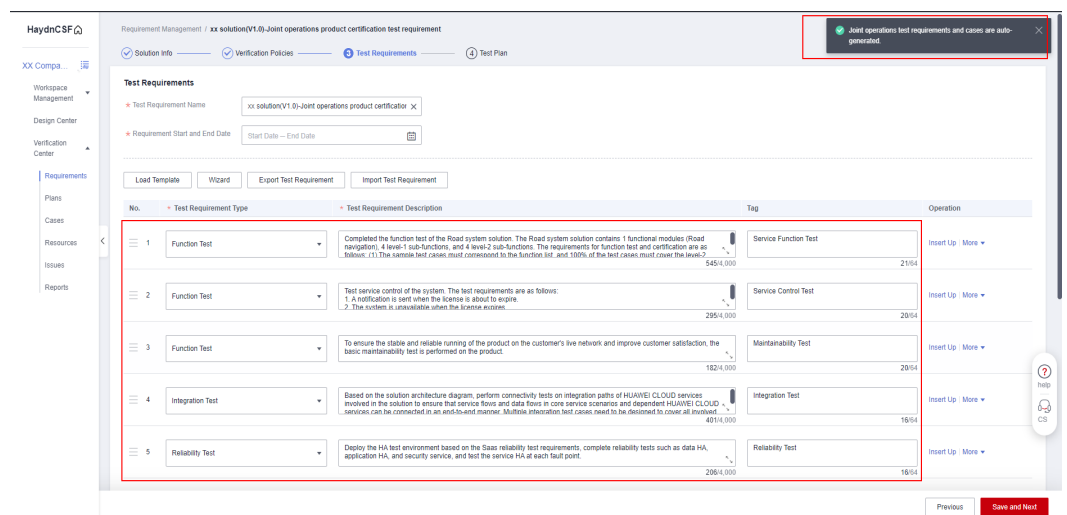 HaydnCSF
Requirement Management / xx solution(V1.0)-Joint operations product certification test requirement
Joint operations test requirements and cases are auto-
generated.
Solution Info
Verification Policies
3 Test Requirements
4 Test Plan
XX Compa...
Workspace
Management
Design Center
Verification
Center
Requirements
Plans
Cases
Resources
Issues
Reports
Test Requirements
* Test Requirement Name
xx solution(V1.0)-Joint operations product certification
* Requirement Start and End Date
Start Date -- End Date
Load Template
Wizard
Export Test Requirement
Import Test Requirement
No.
* Test Requirement Type
* Test Requirement Description
Tag
Operation
1
Function Test
Completed the function test of the Road system solution. The Road system solution contains 1 functional modules (Road
navigation), 4 level-1 sub-functions, and 4 level-2 sub-functions. The requirements for function test and certification are as
follows: (1) The sample test cases must correspond to the function list, and 100% of the test cases must cover the level-2
545/4,000
Service Function Test
21/64
Insert Up | More
2
Function Test
Test service control of the system. The test requirements are as follows:
1. A notification is sent when the license is about to expire.
2. The system is unavailable when the license expires.
295/4,000
Service Control Test
20/64
Insert Up | More
3
Function Test
To ensure the stable and reliable running of the product on the customer's live network and improve customer satisfaction, the
basic maintainability test is performed on the product.
182/4,000
Maintainability Test
20/64
Insert Up | More
4
Integration Test
Based on the solution architecture diagram, perform connectivity tests on integration paths of HUAWEI CLOUD services
involved in the solution to ensure that service flows and data flows in core service scenarios and dependent HUAWEI CLOUD
services can be connected in an end-to-end manner. Multiple integration test cases need to be designed to cover all involved
401/4,000
Integration Test
16/64
Insert Up | More
5
Reliability Test
Deploy the HA test environment based on the Saas reliability test requirements, complete reliability tests such as data HA,
application HA, and security service, and test the service HA at each fault point.
206/4,000
Reliability Test
16/64
Insert Up | More
help
CS
Previous
Save and Next